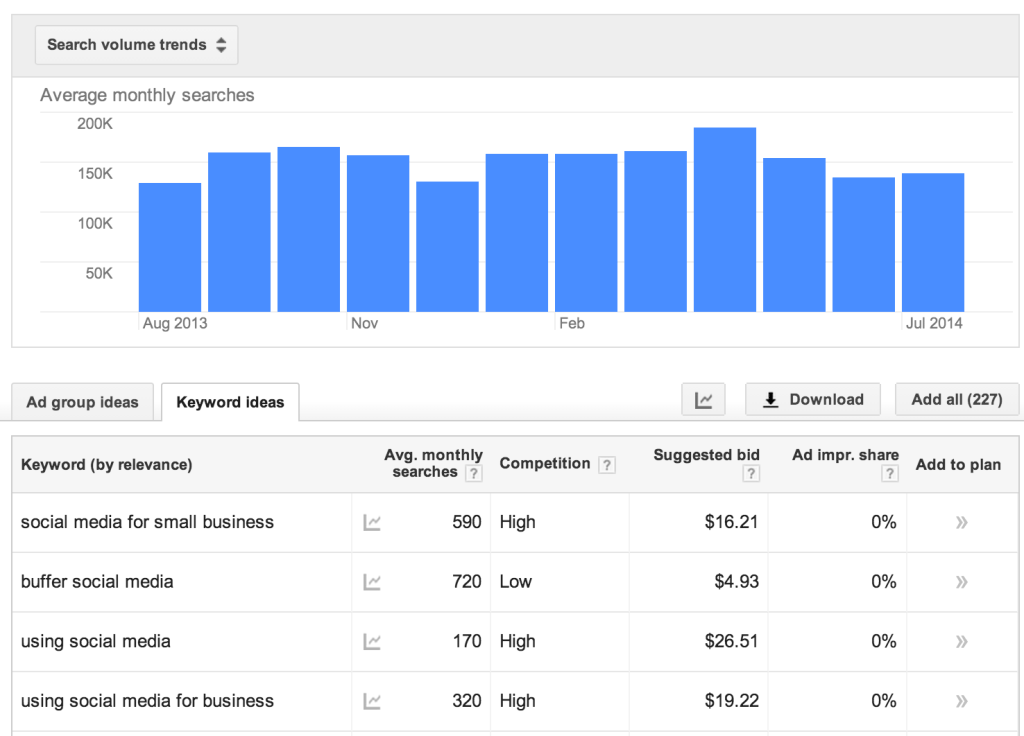 Search volume trends
Average monthly searches
200K
150K
100K
50K
Aug 2013 Nov Feb Jul 2014
Ad group ideas Keyword ideas Download Add all (227)
Keyword (by relevance) Avg. monthly searches ? Competition ? Suggested bid ? Ad impr. share ? Add to plan
social media for small business 590 High $16.21 0% »
buffer social media 720 Low $4.93 0% »
using social media 170 High $26.51 0% »
using social media for business 320 High $19.22 0% »